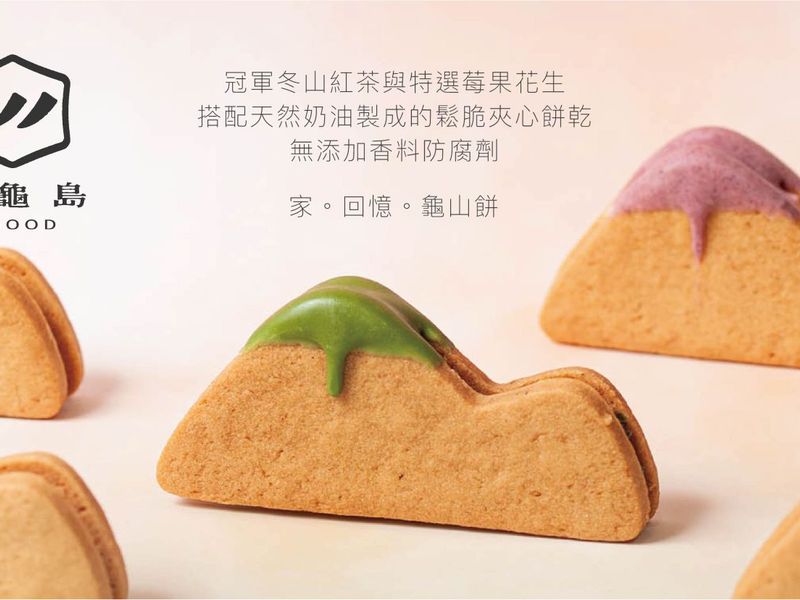 冠軍冬山紅茶與特選莓果花生
搭配天然奶油製成的鬆脆夾心餅乾
無添加香料防腐劑
家。回憶。龜山餅
龜島
OOD